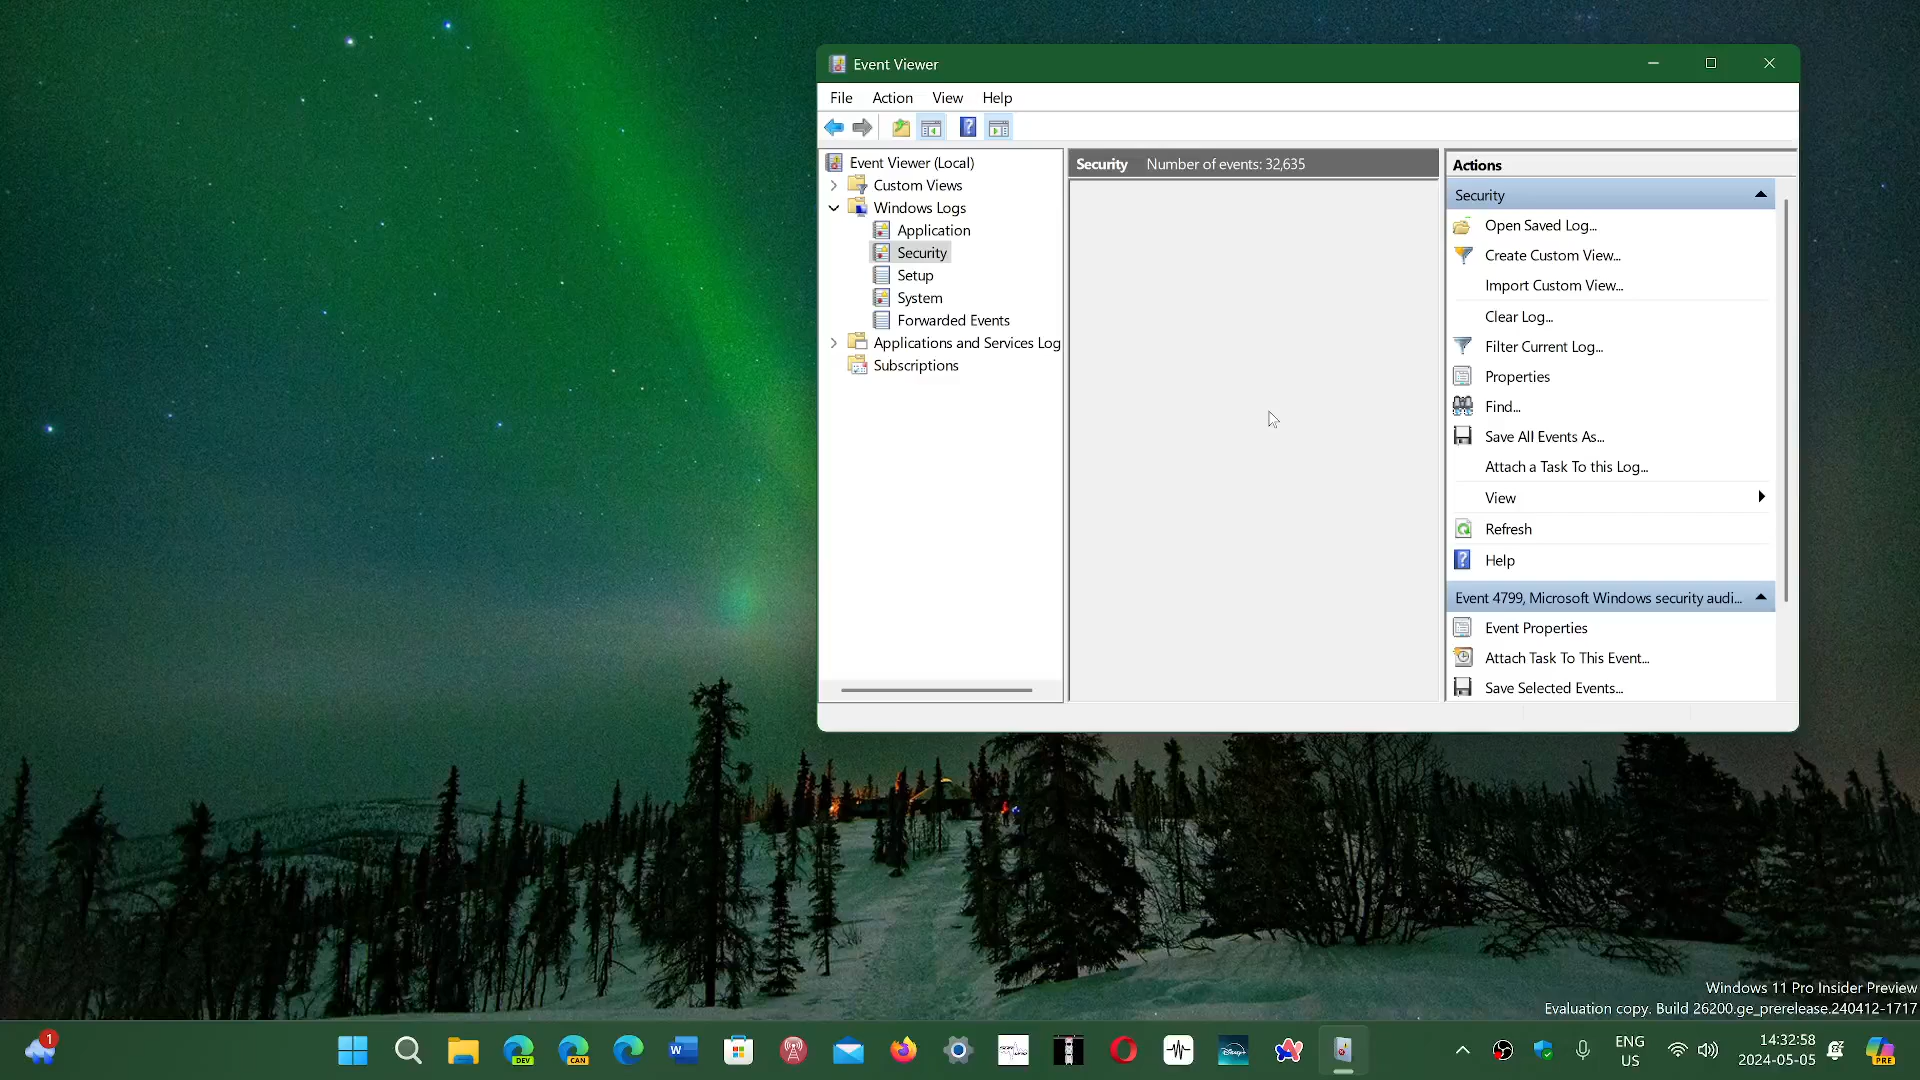 Event Viewer
File Action View Help
Event Viewer (Local)
Custom Views
Windows Logs
Application
Security
Setup
System
Forwarded Events
Applications and Services Log
Subscriptions
Security Number of events: 32,635
Actions
Security
Open Saved Log...
Create Custom View...
Import Custom View...
Clear Log...
Filter Current Log...
Properties
Find...
Save All Events As...
Attach a Task To this Log...
View
Refresh
Help
Event 4799, Microsoft Windows security audi...
Event Properties
Attach Task To This Event...
Save Selected Events...
Windows 11 Pro Insider Preview
Evaluation copy. Build 26200.ge_prerelease.240412-1717
1
DEV
CAN
W
Disney+
ENG
US
14:32:58
2024-05-05
PRE